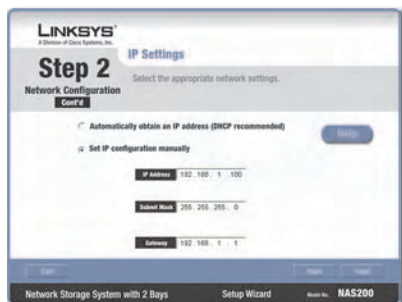 LINKSYS®
A Division of Cisco Systems, Inc.
IP Settings
Step 2
Select the appropriate network settings.
Network Configuration
Cont'd
Automatically obtain an IP address (DHCP recommended)
Help
Set IP configuration manually
IP Address 192 . 168 . 1 . 100
Subnet Mask 255 . 255 . 255 . 0
Gateway 192 . 168 . 1 . 1
Exit
Network Storage System with 2 Bays
Setup Wizard
Model No. NAS200